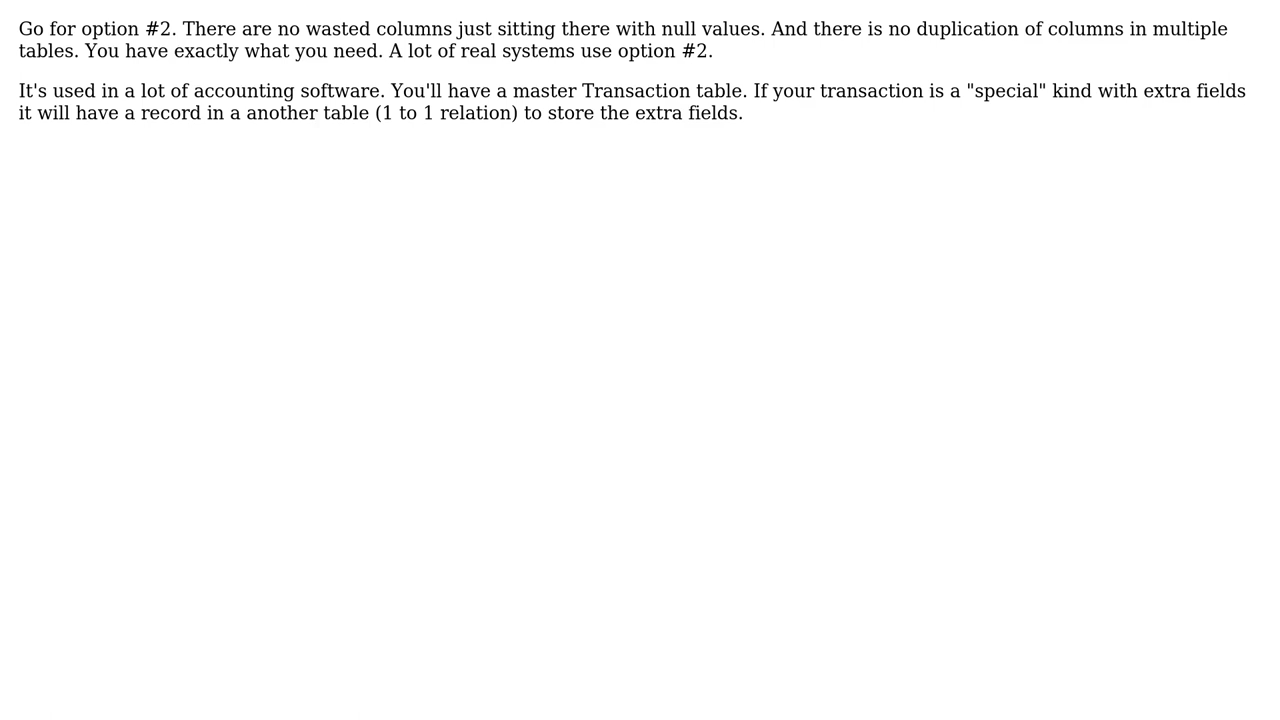 Go for option #2. There are no wasted columns just sitting there with null values. And there is no duplication of columns in multiple
tables. You have exactly what you need. A lot of real systems use option #2.
It's used in a lot of accounting software. You'll have a master Transaction table. If your transaction is a "special" kind with extra fields
it will have a record in a another table (1 to 1 relation) to store the extra fields.